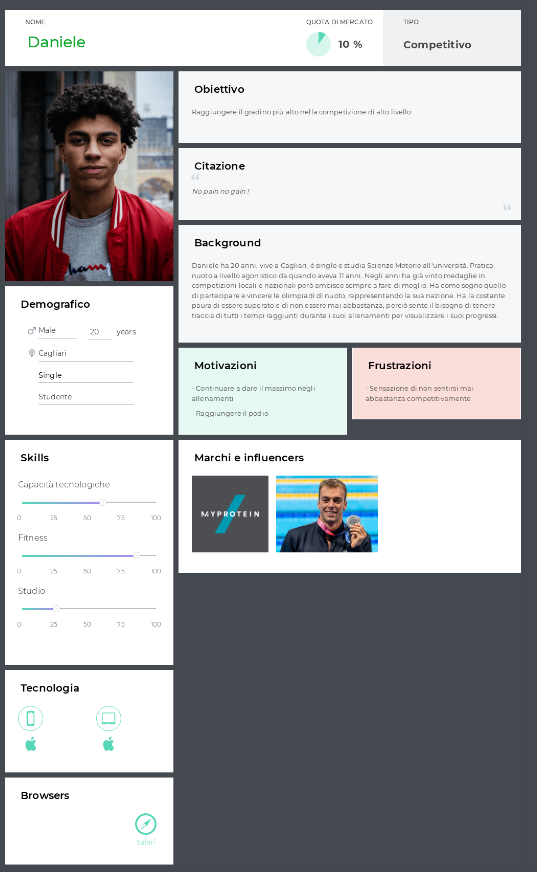 NOME
Daniele
QUOTA DI MERCATO
10 %
TIPO
Competitivo
Obiettivo
Raggiungere il gradino più alto nella competizione di alto livello
Citazione
“
No pain no gain !
“
Background
Daniele ha 20 anni, vive a Cagliari, è single e studia Scienze Motorie all'università. Pratica
nuoto a livello agonistico da quando aveva 11 anni. Negli anni ha già vinto medaglie in
competizioni locali e nazionali però ambisce sempre a fare di meglio. Ha come sogno quello
di partecipare e vincere le olimpiadi di nuoto, rappresentando la sua nazione. Ha la costante
paura di essere superato e di non essere mai abbastanza, perciò sente il bisogno di tenere
traccia di tutti i tempi raggiunti durante i suoi allenamenti per visualizzare i suoi progressi.
Demografico
Male 20 years
Cagliari
Single
Studente
Motivazioni
- Continuare a dare il massimo negli
allenamenti
- Raggiungere il podio
Frustrazioni
- Sensazione di non sentirsi mai
abbastanza competitivamente
Skills
Capacità tecnologiche
0 25 50 75 100
Fitness
0 25 50 75 100
Studio
0 25 50 75 100
Marchi e influencers
MYPROTEIN
Tecnologia
Browsers
Safari